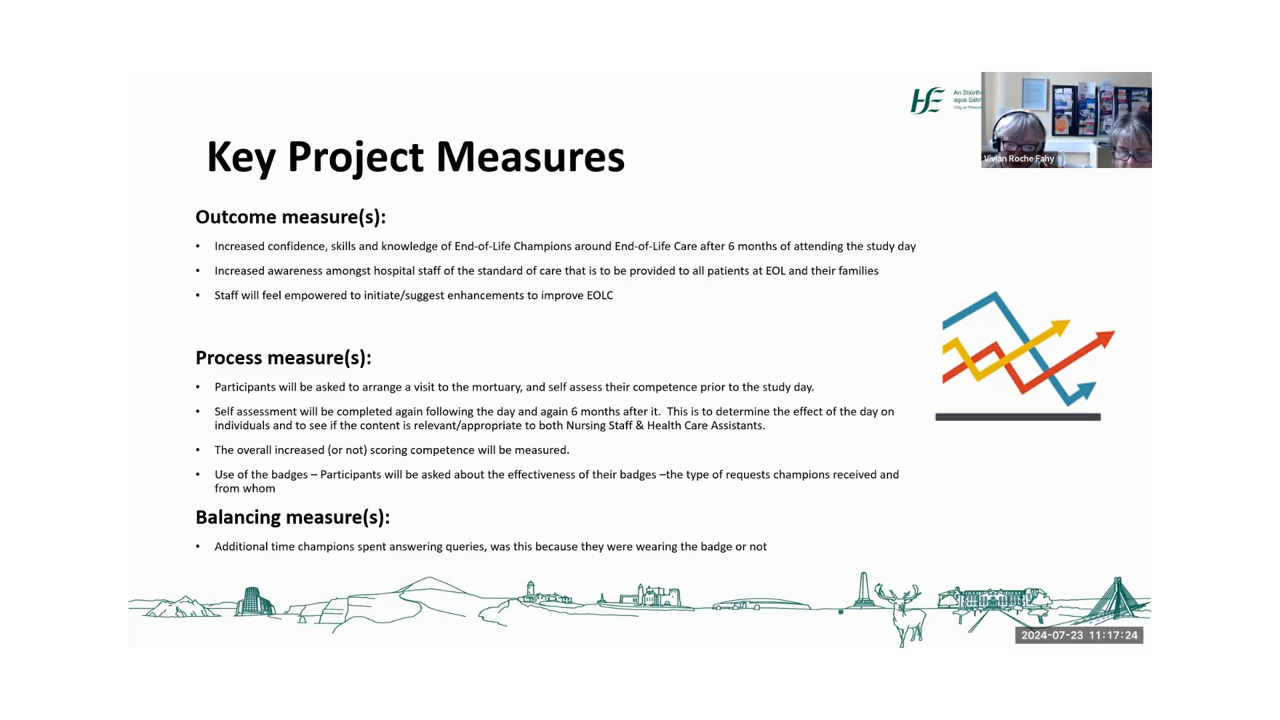 An Stiúrth
agus Sábh
Vivian Roche Fahy
Key Project Measures
Outcome measure(s):
• Increased confidence, skills and knowledge of End-of-Life Champions around End-of-Life Care after 6 months of attending the study day
• Increased awareness amongst hospital staff of the standard of care that is to be provided to all patients at EOL and their families
• Staff will feel empowered to initiate/suggest enhancements to improve EOLC
Process measure(s):
• Participants will be asked to arrange a visit to the mortuary, and self assess their competence prior to the study day.
• Self assessment will be completed again following the day and again 6 months after it.  This is to determine the effect of the day on
individuals and to see if the content is relevant/appropriate to both Nursing Staff & Health Care Assistants.
• The overall increased (or not) scoring competence will be measured.
• Use of the badges – Participants will be asked about the effectiveness of their badges –the type of requests champions received and
from whom
Balancing measure(s):
• Additional time champions spent answering queries, was this because they were wearing the badge or not
2024-07-23 11:17:24